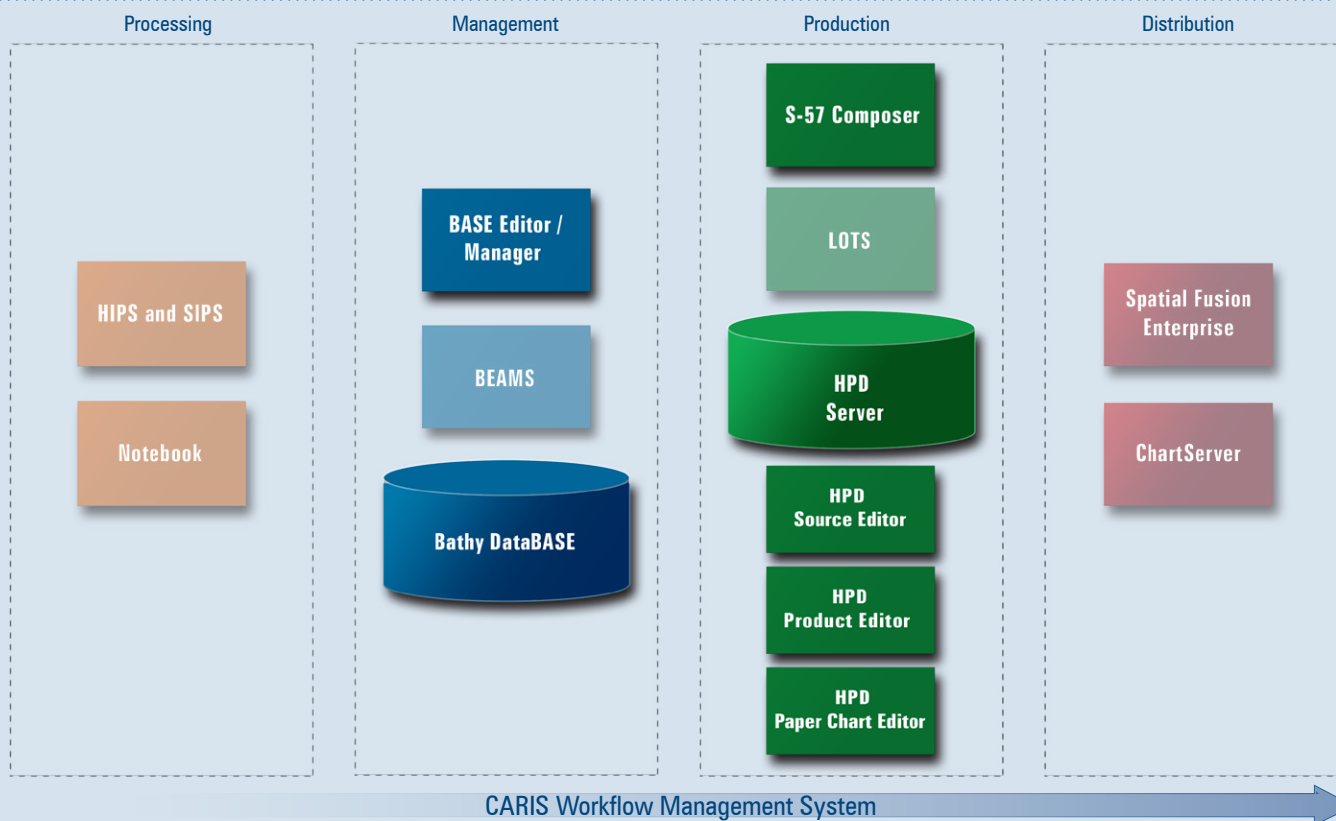 Processing
Management
Production
Distribution
HIPS and SIPS
Notebook
BASE Editor /
Manager
BEAMS
Bathy DataBASE
S-57 Composer
LOTS
HPD
Server
HPD
Source Editor
HPD
Product Editor
HPD
Paper Chart Editor
Spatial Fusion
Enterprise
ChartServer
CARIS Workflow Management System